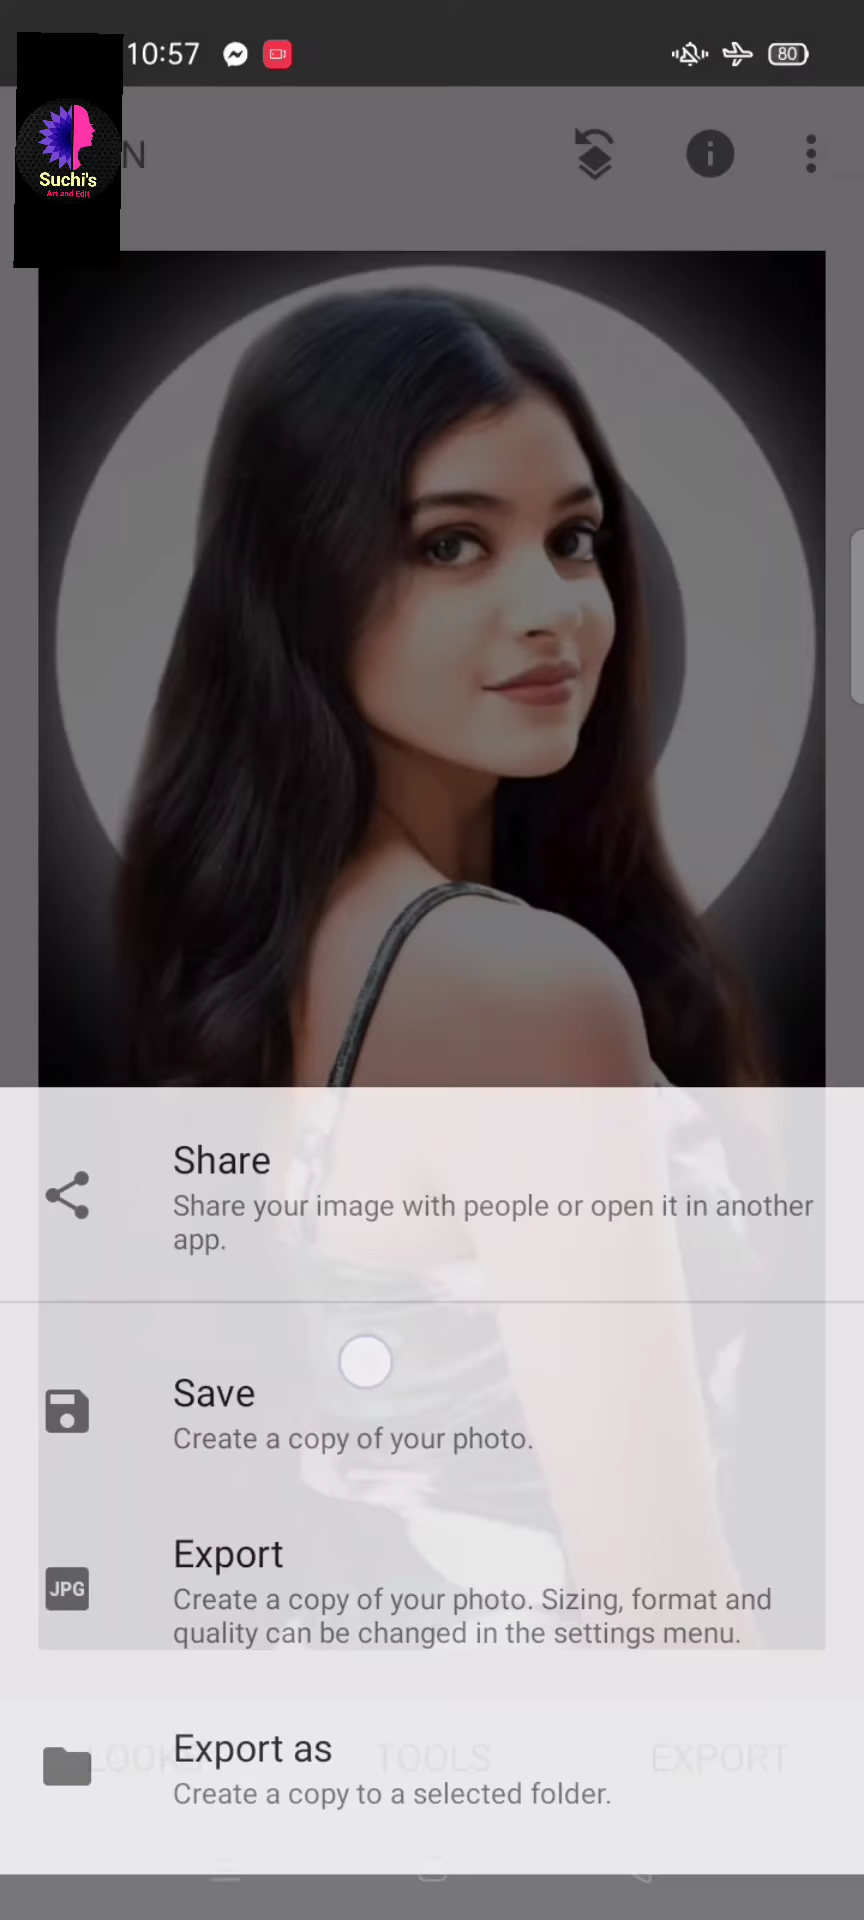 10:57
80
Suchi's
Art and Edit
N
Share
Share your image with people or open it in another
app.
Save
Create a copy of your photo.
JPG
Export
Create a copy of your photo. Sizing, format and
quality can be changed in the settings menu.
Export as
LOOKS TOOLS EXPORT
Create a copy to a selected folder.